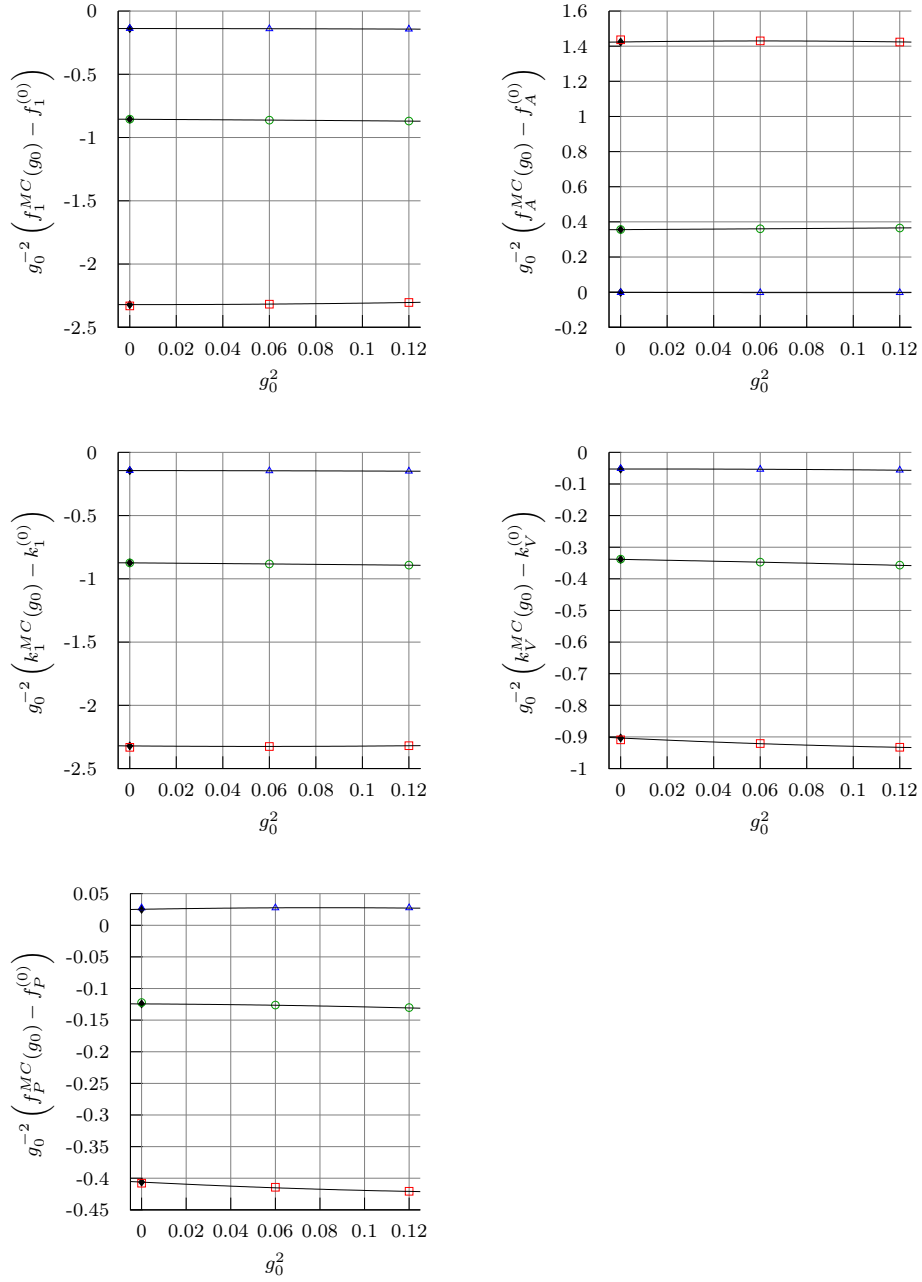 0
-0.5
-1
-1.5
-2
-2.5
0 0.02 0.04 0.06 0.08 0.1 0.12
g_0^2
g_0^{-2} ( f_1^{MC}(g_0) − f_1^{(0)} )
1.6
1.4
1.2
1
0.8
0.6
0.4
0.2
0
-0.2
0 0.02 0.04 0.06 0.08 0.1 0.12
g_0^2
g_0^{-2} ( f_A^{MC}(g_0) − f_A^{(0)} )
0
-0.5
-1
-1.5
-2
-2.5
0 0.02 0.04 0.06 0.08 0.1 0.12
g_0^2
g_0^{-2} ( k_1^{MC}(g_0) − k_1^{(0)} )
0
-0.1
-0.2
-0.3
-0.4
-0.5
-0.6
-0.7
-0.8
-0.9
-1
0 0.02 0.04 0.06 0.08 0.1 0.12
g_0^2
g_0^{-2} ( k_V^{MC}(g_0) − k_V^{(0)} )
0.05
0
-0.05
-0.1
-0.15
-0.2
-0.25
-0.3
-0.35
-0.4
-0.45
0 0.02 0.04 0.06 0.08 0.1 0.12
g_0^2
g_0^{-2} ( f_P^{MC}(g_0) − f_P^{(0)} )